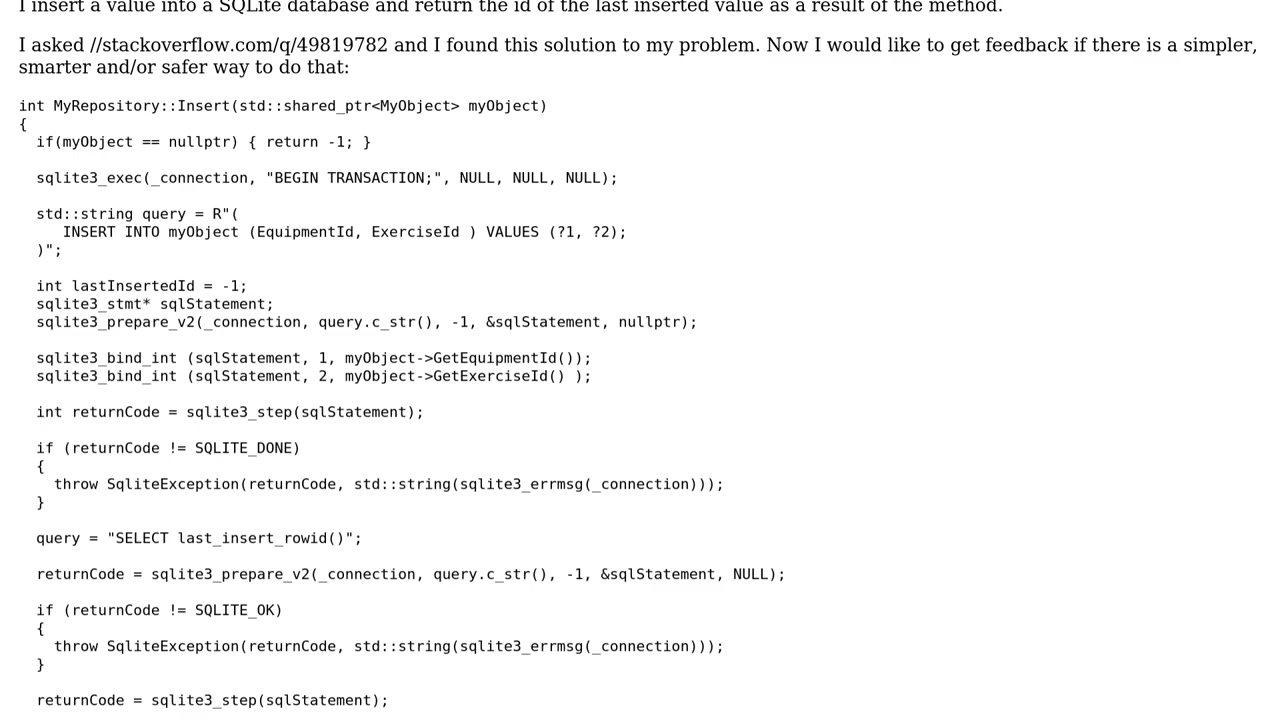 I insert a value into a SQLite database and return the id of the last inserted value as a result of the method.
I asked //stackoverflow.com/q/49819782 and I found this solution to my problem. Now I would like to get feedback if there is a simpler,
smarter and/or safer way to do that:
int MyRepository::Insert(std::shared_ptr<MyObject> myObject)
{
  if(myObject == nullptr) { return -1; }
  sqlite3_exec(_connection, "BEGIN TRANSACTION;", NULL, NULL, NULL);
  std::string query = R"(
     INSERT INTO myObject (EquipmentId, ExerciseId ) VALUES (?1, ?2);
  )";
  int lastInsertedId = -1;
  sqlite3_stmt* sqlStatement;
  sqlite3_prepare_v2(_connection, query.c_str(), -1, &sqlStatement, nullptr);
  sqlite3_bind_int (sqlStatement, 1, myObject->GetEquipmentId());
  sqlite3_bind_int (sqlStatement, 2, myObject->GetExerciseId() );
  int returnCode = sqlite3_step(sqlStatement);
  if (returnCode != SQLITE_DONE)
  {
    throw SqliteException(returnCode, std::string(sqlite3_errmsg(_connection)));
  }
  query = "SELECT last_insert_rowid()";
  returnCode = sqlite3_prepare_v2(_connection, query.c_str(), -1, &sqlStatement, NULL);
  if (returnCode != SQLITE_OK)
  {
    throw SqliteException(returnCode, std::string(sqlite3_errmsg(_connection)));
  }
  returnCode = sqlite3_step(sqlStatement);